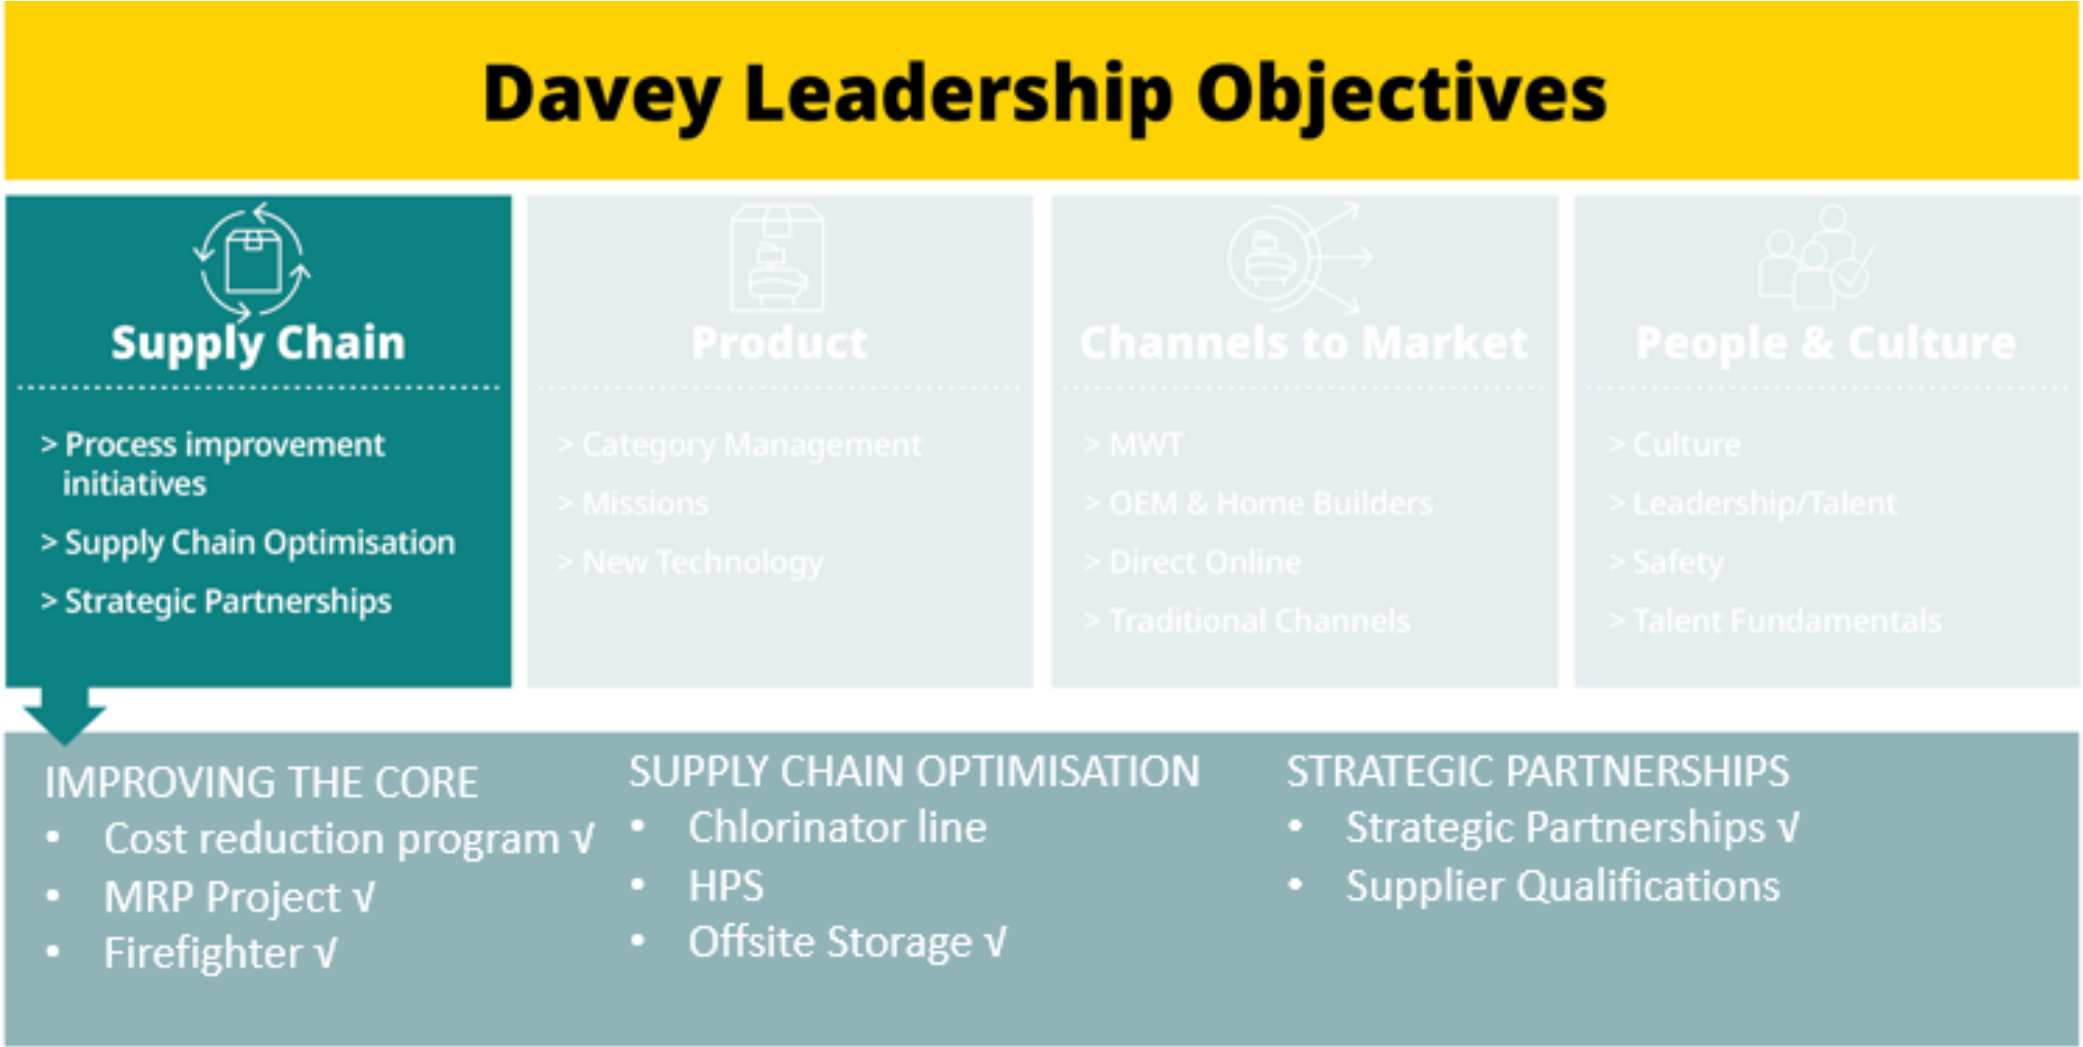 Davey Leadership Objectives
Supply Chain
> Process improvement
initiatives
> Supply Chain Optimisation
> Strategic Partnerships
Product
> Category Management
> Missions
> New Technology
Channels to Market
> MWT
> OEM & Home Builders
> Direct Online
> Traditional Channels
People & Culture
> Culture
> Leadership/Talent
> Safety
> Talent Fundamentals
IMPROVING THE CORE
• Cost reduction program √
• MRP Project √
• Firefighter √
SUPPLY CHAIN OPTIMISATION
• Chlorinator line
• HPS
• Offsite Storage √
STRATEGIC PARTNERSHIPS
• Strategic Partnerships √
• Supplier Qualifications